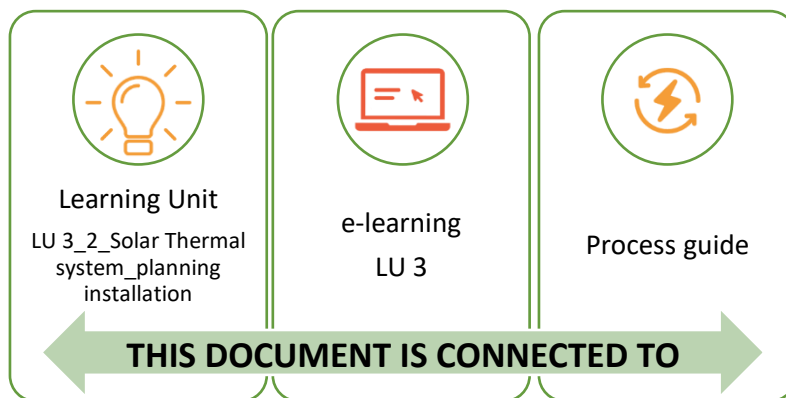 Learning Unit
LU 3_2_Solar Thermal
system_planning
installation
e-learning
LU 3
Process guide
THIS DOCUMENT IS CONNECTED TO